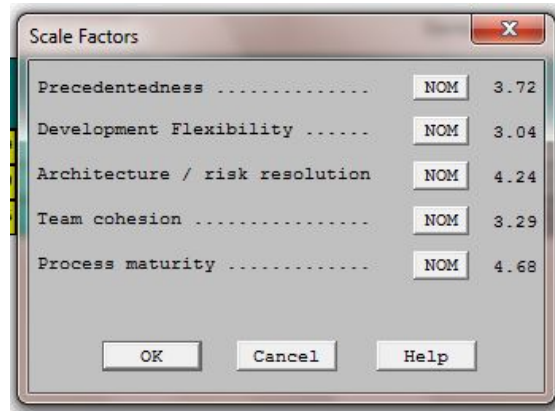 Scale Factors
Precedentedness .............. NOM 3.72
Development Flexibility ...... NOM 3.04
Architecture / risk resolution NOM 4.24
Team cohesion ................ NOM 3.29
Process maturity ............. NOM 4.68
OK Cancel Help